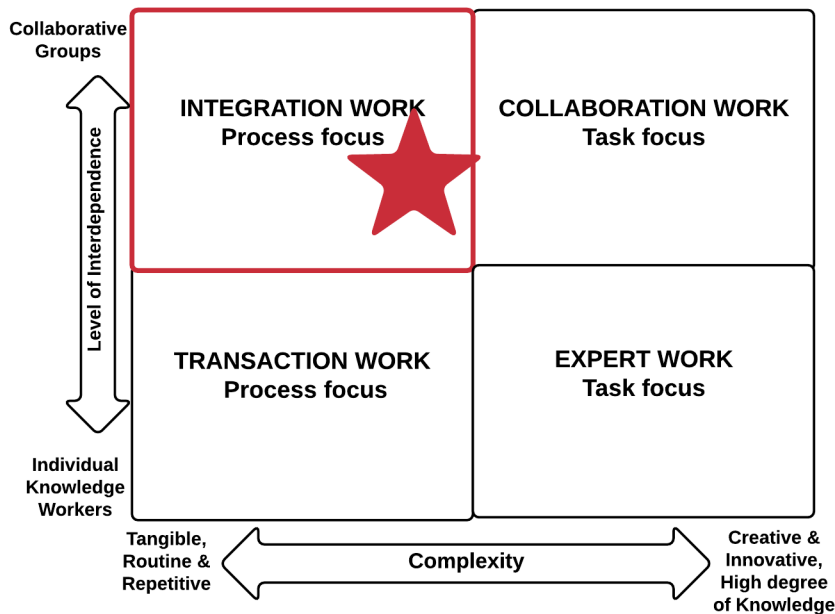 Collaborative
Groups
INTEGRATION WORK
Process focus
COLLABORATION WORK
Task focus
Level of Interdependence
TRANSACTION WORK
Process focus
EXPERT WORK
Task focus
Individual
Knowledge
Workers
Tangible,
Routine &
Repetitive
Complexity
Creative &
Innovative,
High degree
of Knowledge